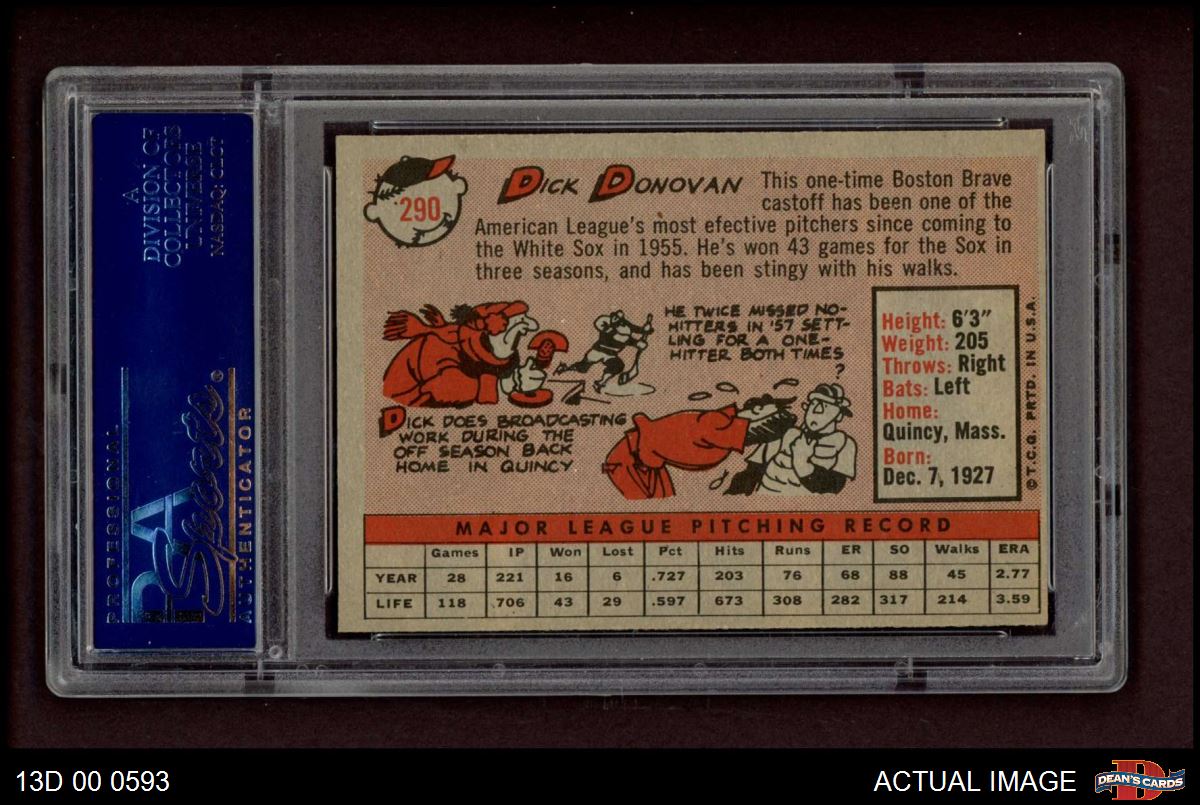 A
DIVISION OF
COLLECTORS
UNIVERSE
NASDAQ: CLCT
PROFESSIONAL
PSA
Sports®
AUTHENTICATOR
290
DICK DONOVAN
This one-time Boston Brave
castoff has been one of the
American League's most efective pitchers since coming to
the White Sox in 1955. He's won 43 games for the Sox in
three seasons, and has been stingy with his walks.
HE TWICE MISSED NO-
HITTERS IN '57 SETT-
LING FOR A ONE-
HITTER BOTH TIMES
?
DICK DOES BROADCASTING
WORK DURING THE
OFF SEASON BACK
HOME IN QUINCY
Height: 6'3"
Weight: 205
Throws: Right
Bats: Left
Home:
Quincy, Mass.
Born:
Dec. 7, 1927
©T.C.G. PRTD. IN U.S.A.
MAJOR LEAGUE PITCHING RECORD
Games IP Won Lost Pct Hits Runs ER SO Walks ERA
YEAR 28 221 16 6 .727 203 76 68 88 45 2.77
LIFE 118 .706 43 29 .597 673 308 282 317 214 3.59
13D 00 0593
ACTUAL IMAGE
D
DEAN'S CARDS